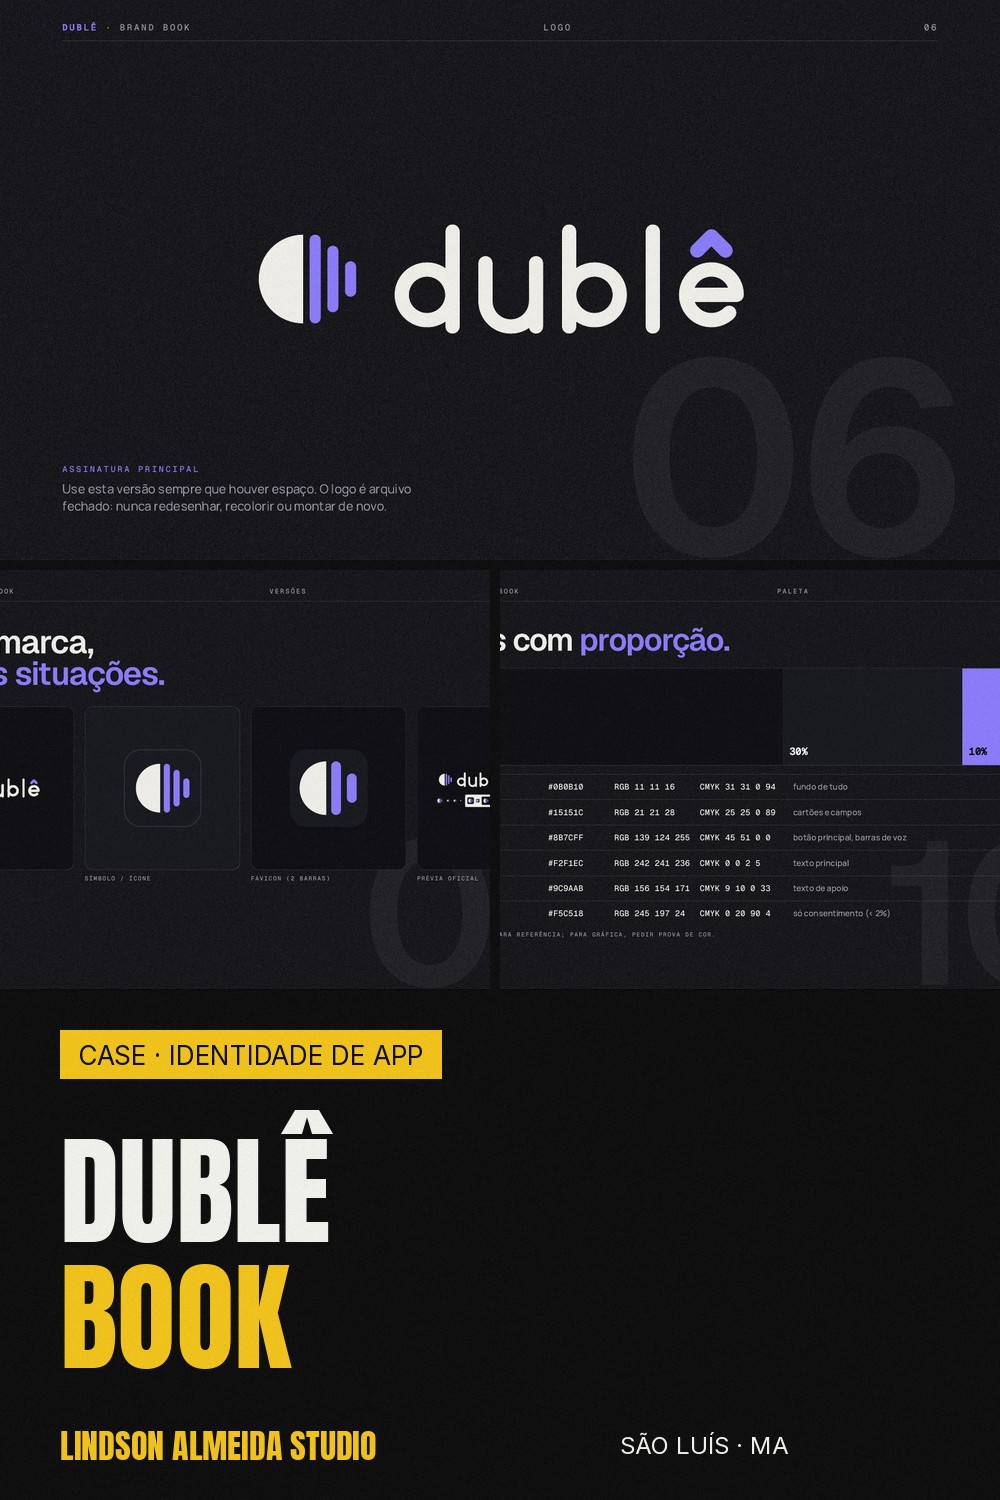 DUBLÊ · BRAND BOOK
LOGO
06
dublê
06
ASSINATURA PRINCIPAL
Use esta versão sempre que houver espaço. O logo é arquivo
fechado: nunca redesenhar, recolorir ou montar de novo.
OOK
VERSÕES
marca,
s situações.
ublê
dub
SÍMBOLO / ÍCONE
FAVICON (2 BARRAS)
PRÉVIA OFICIAL
0
BOOK
PALETA
s com proporção.
30%
10%
#0B0B10 RGB 11 11 16 CMYK 31 31 0 94 fundo de tudo
#15151C RGB 21 21 28 CMYK 25 25 0 89 cartões e campos
#8B7CFF RGB 139 124 255 CMYK 45 51 0 0 botão principal, barras de voz
#F2F1EC RGB 242 241 236 CMYK 0 0 2 5 texto principal
#9C9AAB RGB 156 154 171 CMYK 9 10 0 33 texto de apoio
#F5C518 RGB 245 197 24 CMYK 0 20 90 4 só consentimento (< 2%)
ARA REFERÊNCIA; PARA GRÁFICA, PEDIR PROVA DE COR.
10
CASE · IDENTIDADE DE APP
DUBLÊ
BOOK
LINDSON ALMEIDA STUDIO
SÃO LUÍS · MA